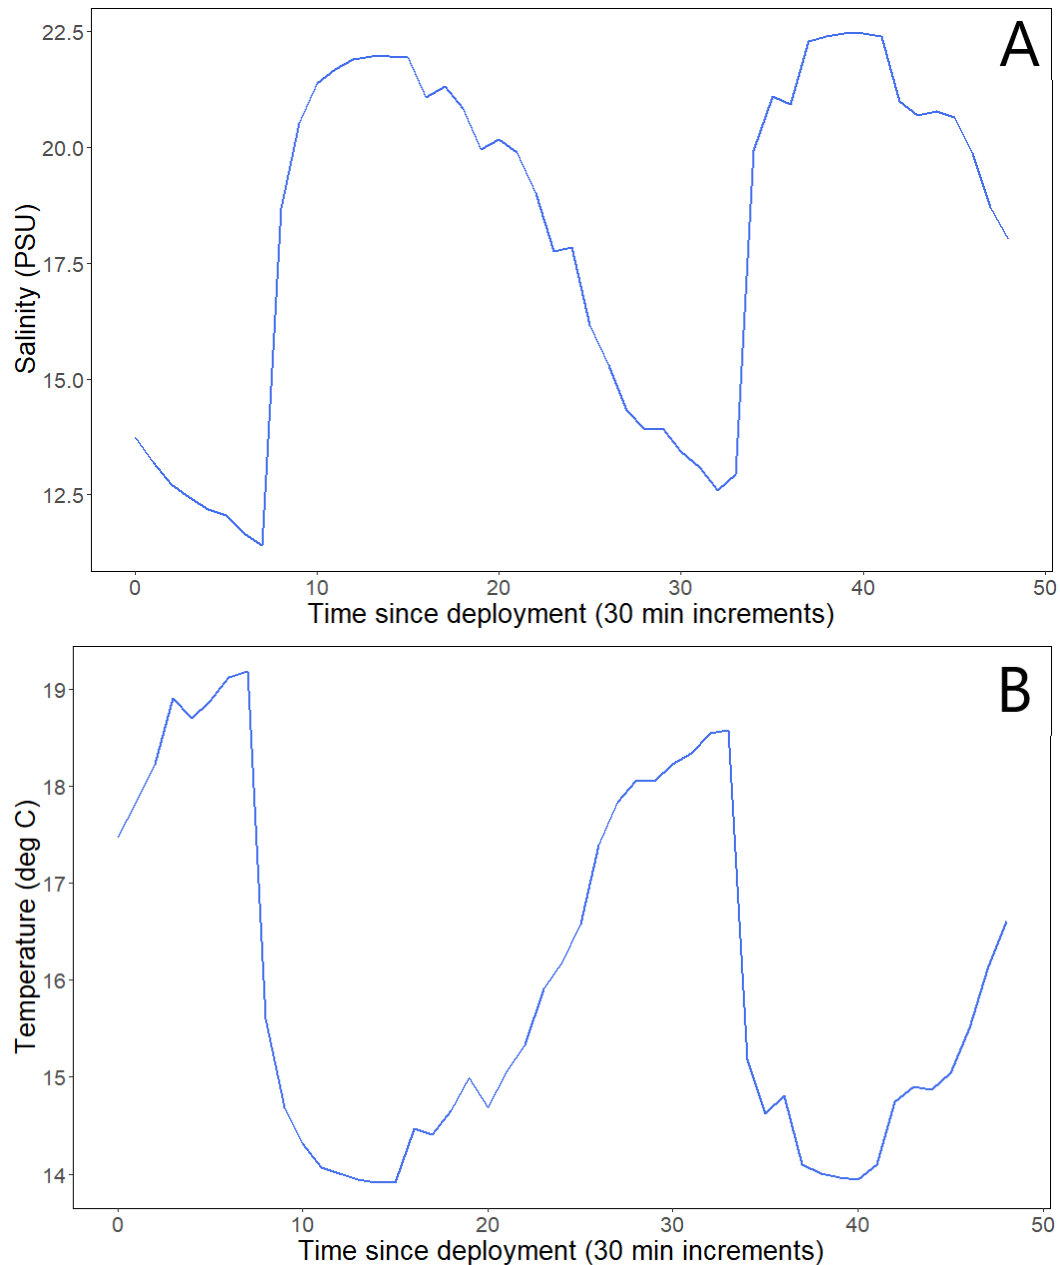 A
22.5
20.0
17.5
15.0
12.5
Salinity (PSU)
0 10 20 30 40 50
Time since deployment (30 min increments)
B
19
18
17
16
15
14
Temperature (deg C)
0 10 20 30 40 50
Time since deployment (30 min increments)